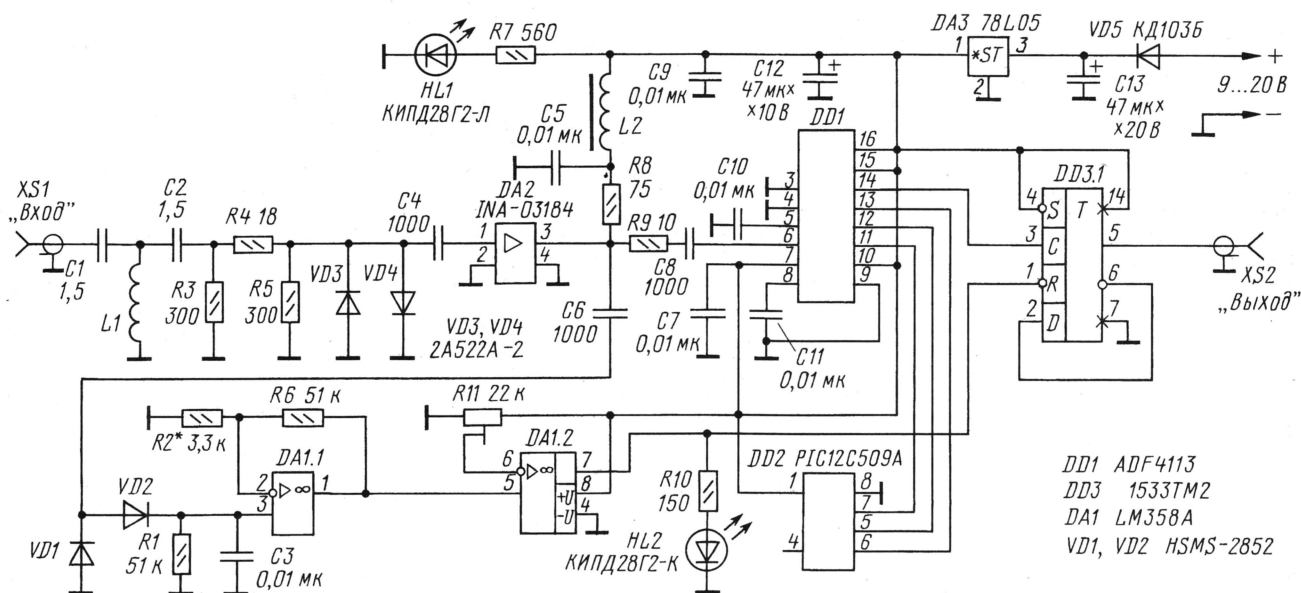 R7 560
DA3 78L05
VD5 КД103Б
1
*ST
3
2
+
9...20 В
−
HL1
КИПД28Г2-Л
C9
0,01 мк
C12
47 мк×
×10 В
+
+
C13
47 мк×
×20 В
C5
0,01 мк
L2
R8
75
DD1
16
15
14
13
12
11
10
9
3
4
5
6
7
8
C10
0,01 мк
DD3.1
4
S
T
14
3
C
5
1
R
6
2
D
7
XS1
„Вход"
C1
1,5
C2
1,5
L1
R4 18
R3
300
R5
300
VD3
VD4
C4
1000
DA2
INA-03184
1
3
2
4
VD3, VD4
2А522А-2
R9 10
C8
1000
C6
1000
C7
0,01 мк
C11
0,01 мк
XS2
„Выход"
R6 51 к
R2* 3,3 к
DA1.1
2
3
1
∞
R11 22 к
DA1.2
6
5
∞
7
8
4
+U
-U
VD2
VD1
R1
51 к
C3
0,01 мк
R10
150
HL2
КИПД28Г2-К
DD2 PIC12C509A
1
8
7
5
4
6
DD1 ADF4113
DD3 1533ТМ2
DA1 LM358A
VD1, VD2 HSMS-2852